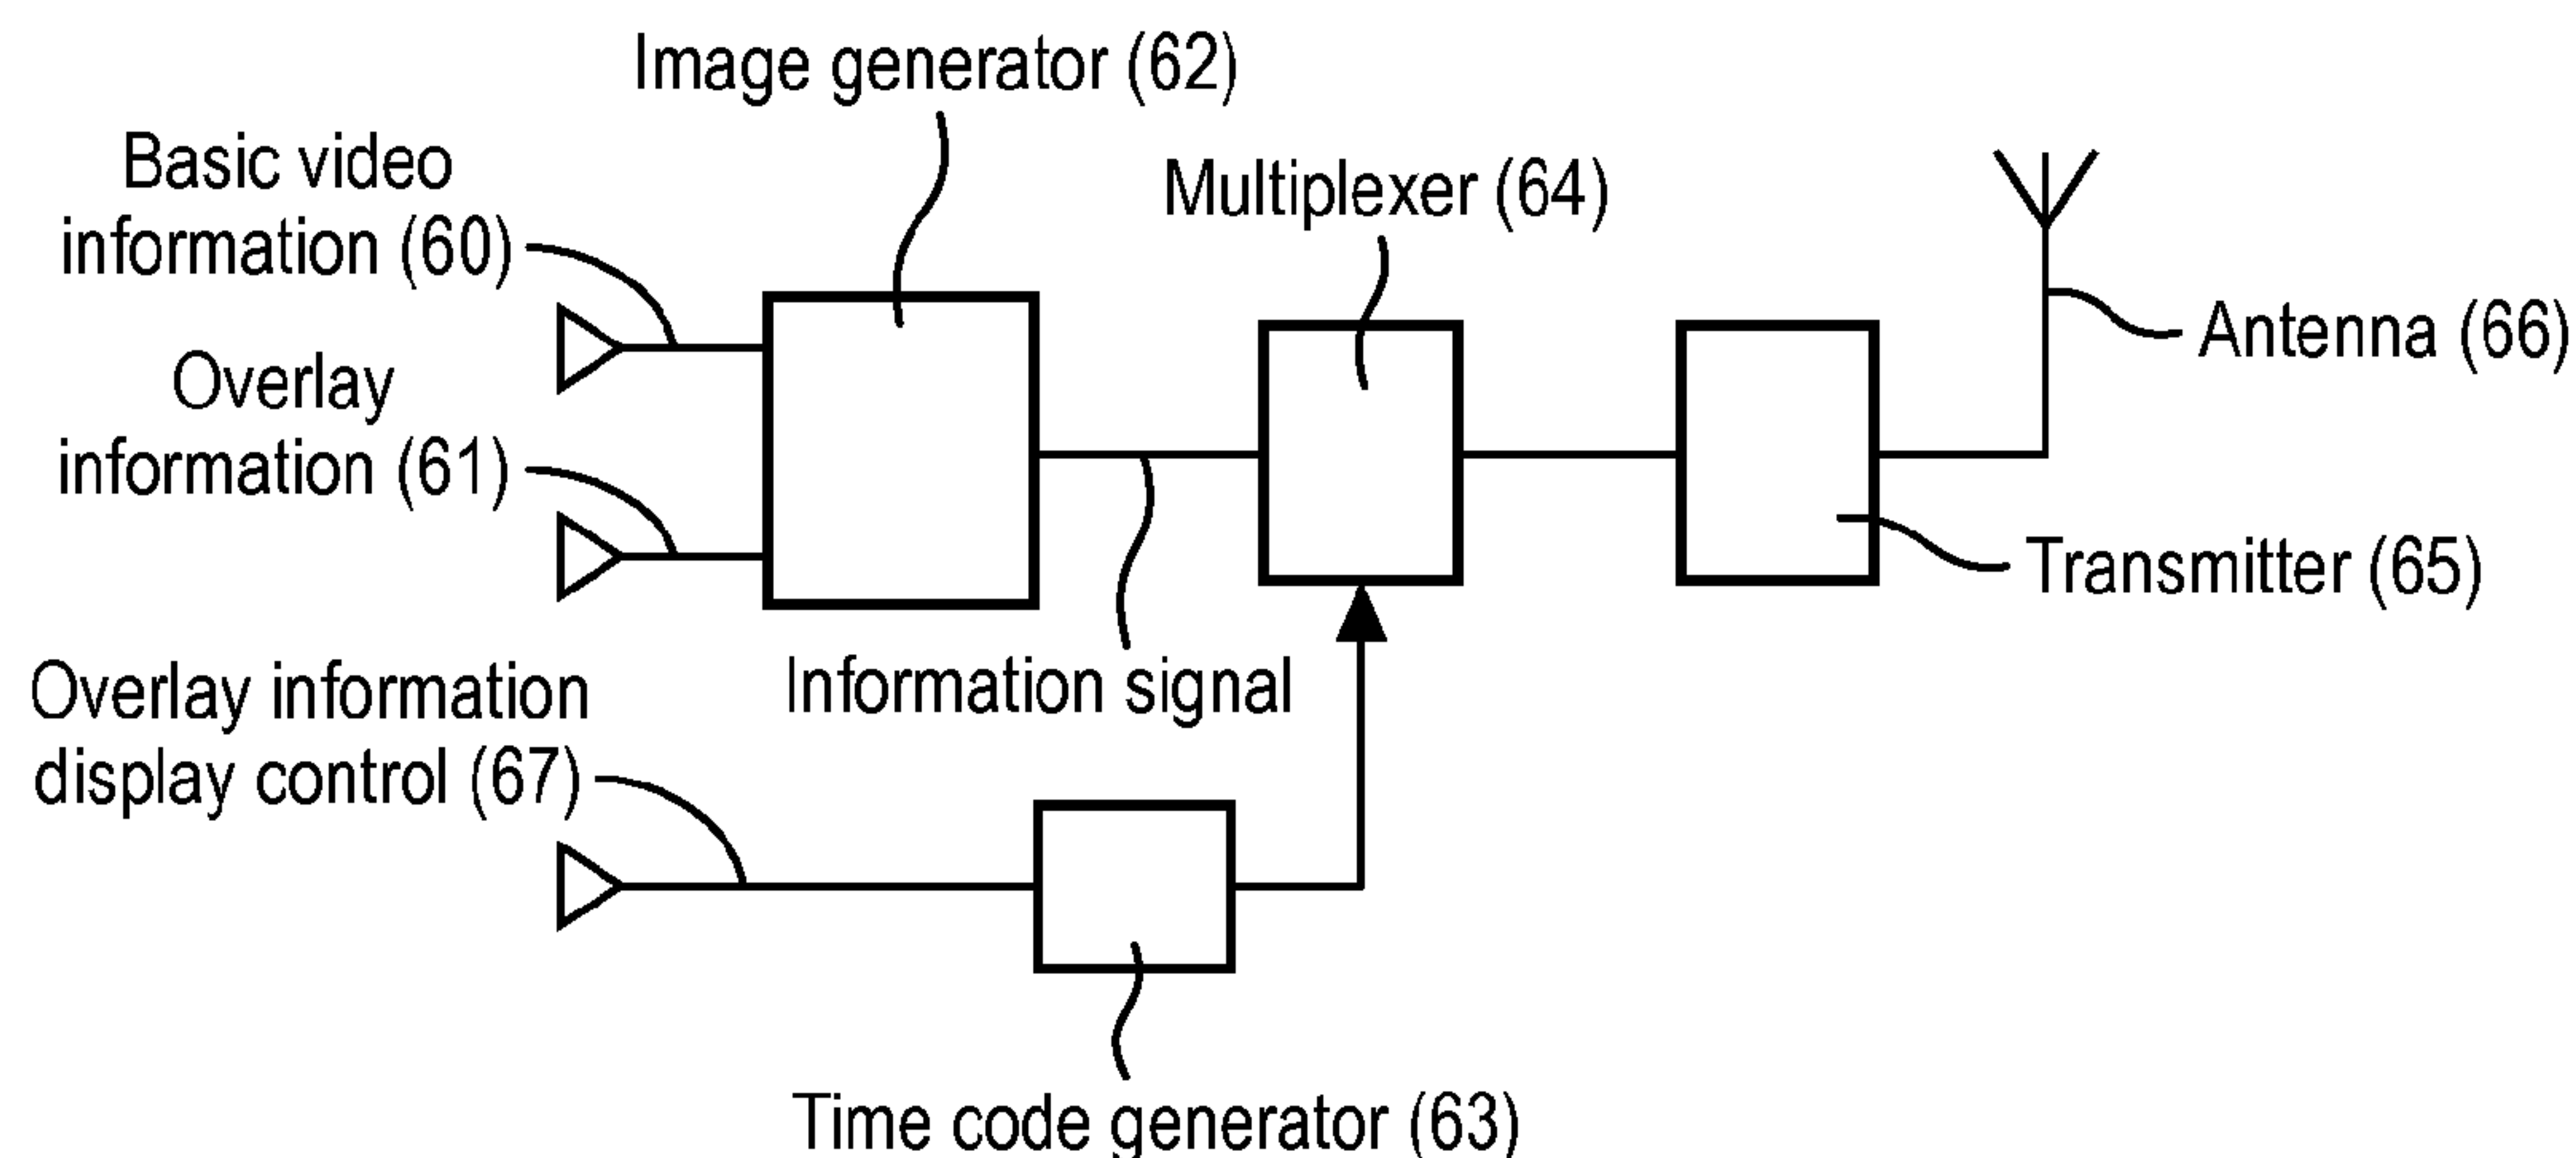 Image generator (62)
Basic video
information (60)
Multiplexer (64)
Antenna (66)
Overlay
information (61)
Transmitter (65)
Information signal
Overlay information
display control (67)
Time code generator (63)